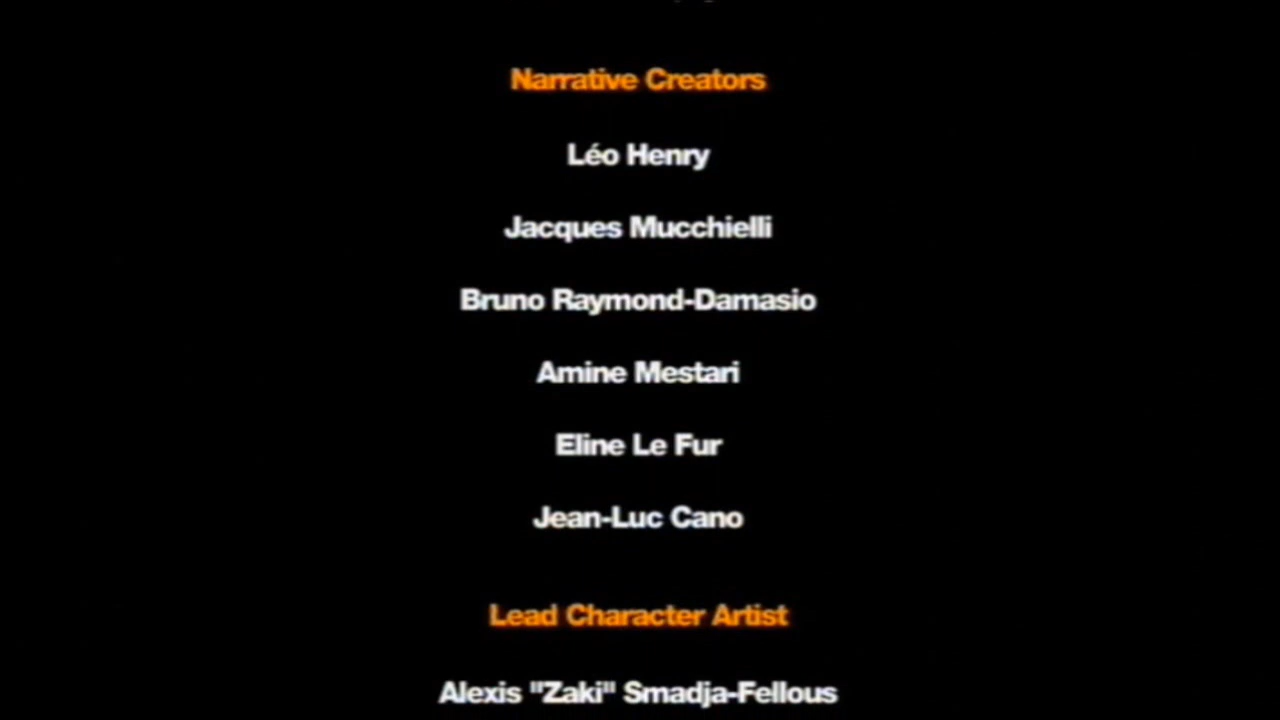 Narrative Creators
Léo Henry
Jacques Mucchielli
Bruno Raymond-Damasio
Amine Mestari
Eline Le Fur
Jean-Luc Cano
Lead Character Artist
Alexis "Zaki" Smadja-Fellous